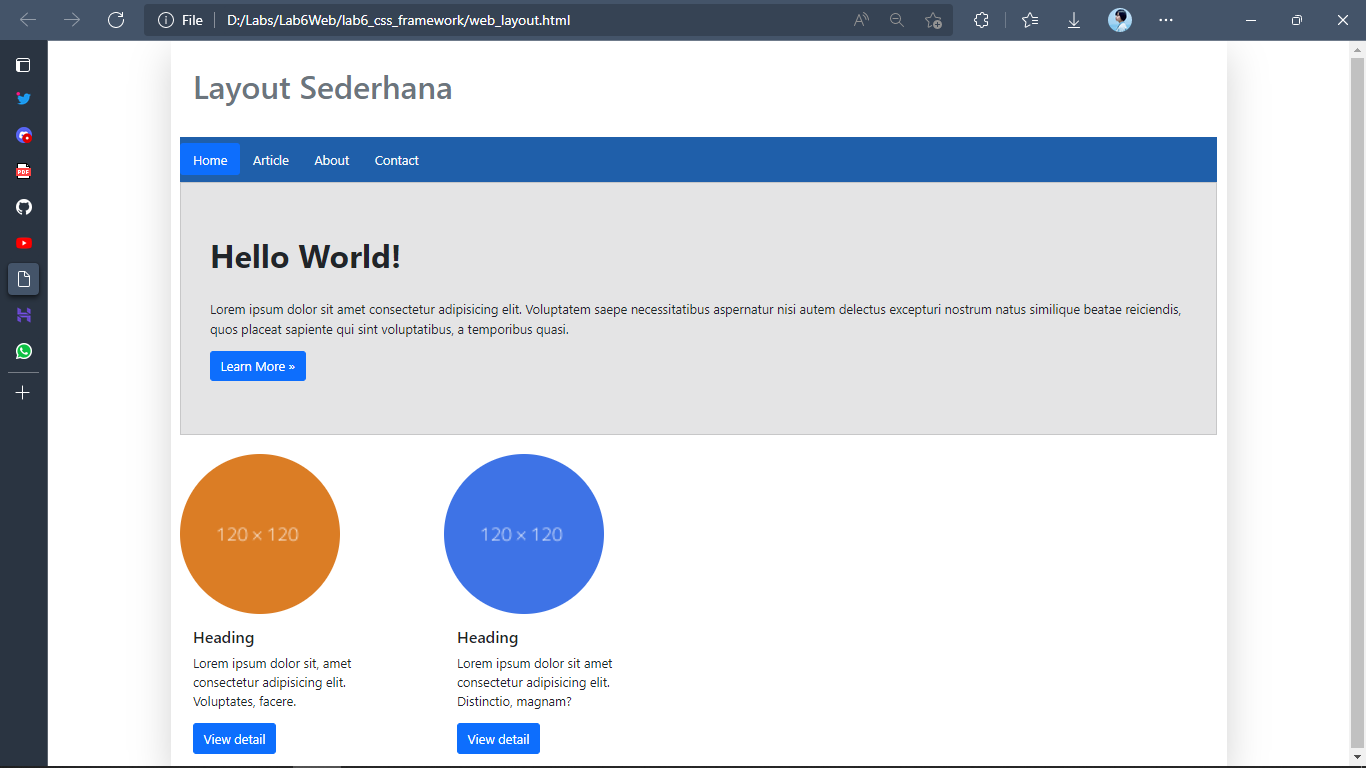 File
D:/Labs/Lab6Web/lab6_css_framework/web_layout.html
PDF
Layout Sederhana
Home Article About Contact
Hello World!
Lorem ipsum dolor sit amet consectetur adipisicing elit. Voluptatem saepe necessitatibus aspernatur nisi autem delectus excepturi nostrum natus similique beatae reiciendis,
quos placeat sapiente qui sint voluptatibus, a temporibus quasi.
Learn More »
120 × 120
Heading
Lorem ipsum dolor sit, amet
consectetur adipisicing elit.
Voluptates, facere.
View detail
120 × 120
Heading
Lorem ipsum dolor sit amet
consectetur adipisicing elit.
Distinctio, magnam?
View detail